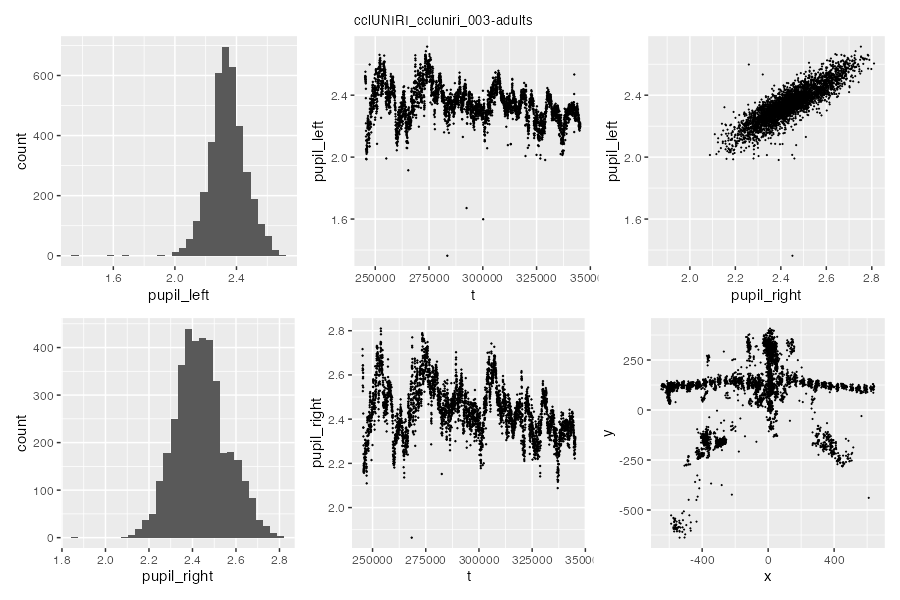 cclUNIRI_ccluniri_003-adults
600
400
200
0
count
1.6 2.0 2.4
pupil_left
2.4
2.0
1.6
pupil_left
250000 275000 300000 325000 35000
t
2.4
2.0
1.6
pupil_left
2.0 2.2 2.4 2.6 2.8
pupil_right
400
300
200
100
0
count
1.8 2.0 2.2 2.4 2.6 2.8
pupil_right
2.8
2.6
2.4
2.2
2.0
pupil_right
250000 275000 300000 325000 35000
t
250
0
-250
-500
y
-400 0 400
x